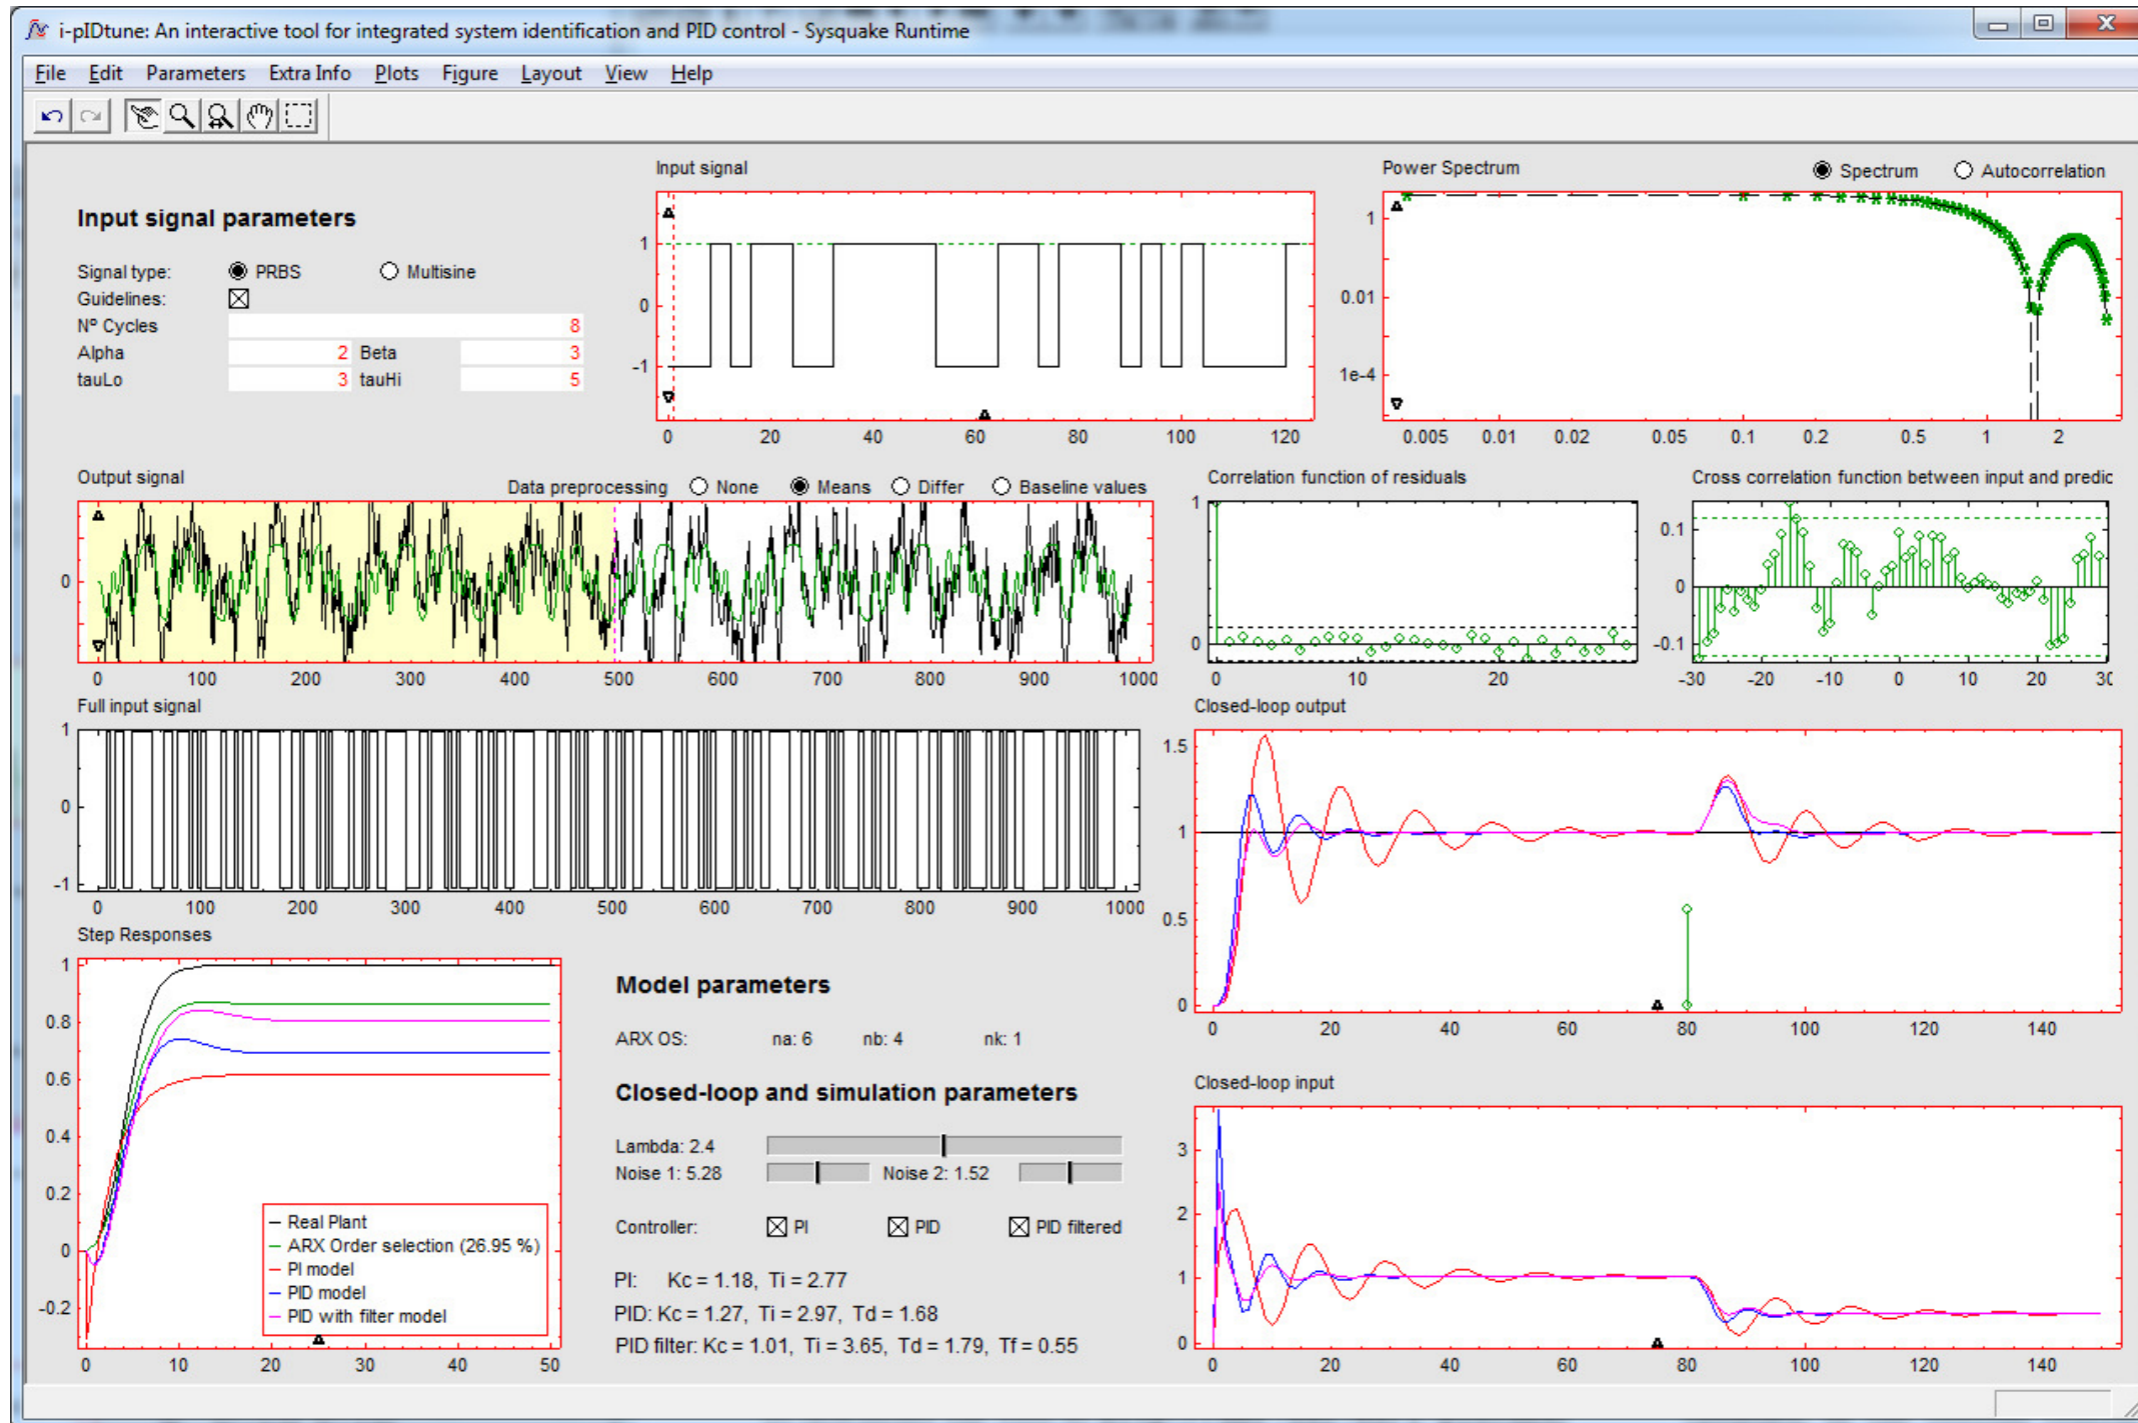 i-pIDtune: An interactive tool for integrated system identification and PID control - Sysquake Runtime
File Edit Parameters Extra Info Plots Figure Layout View Help
Input signal parameters
Signal type: PRBS Multisine
Guidelines:
Nº Cycles 8
Alpha 2 Beta 3
tauLo 3 tauHi 5
Input signal
1
0
-1
0 20 40 60 80 100 120
Power Spectrum Spectrum Autocorrelation
1
0.01
1e-4
0.005 0.01 0.02 0.05 0.1 0.2 0.5 1 2
Output signal Data preprocessing None Means Differ Baseline values
0
0 100 200 300 400 500 600 700 800 900 1000
Correlation function of residuals
1
0
0 10 20
Cross correlation function between input and predic
0.1
0
-0.1
-30 -20 -10 0 10 20 30
Full input signal
1
0
-1
0 100 200 300 400 500 600 700 800 900 1000
Closed-loop output
1.5
1
0.5
0
0 20 40 60 80 100 120 140
Step Responses
1
0.8
0.6
0.4
0.2
0
-0.2
0 10 20 30 40 50
Real Plant
ARX Order selection (26.95 %)
PI model
PID model
PID with filter model
Model parameters
ARX OS: na: 6 nb: 4 nk: 1
Closed-loop and simulation parameters
Lambda: 2.4
Noise 1: 5.28 Noise 2: 1.52
Controller: PI PID PID filtered
PI: Kc = 1.18, Ti = 2.77
PID: Kc = 1.27, Ti = 2.97, Td = 1.68
PID filter: Kc = 1.01, Ti = 3.65, Td = 1.79, Tf = 0.55
Closed-loop input
3
2
1
0
0 20 40 60 80 100 120 140